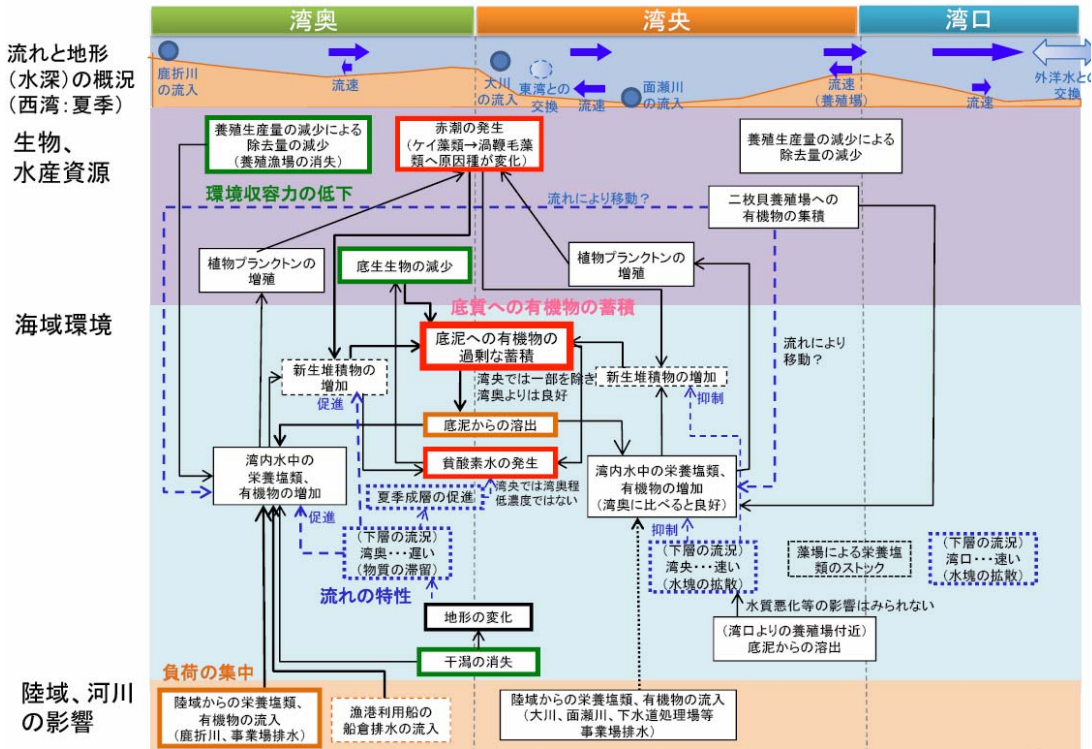 湾奥
湾央
湾口
流れと地形
(水深)の概況
(西湾:夏季)
鹿折川
の流入
流速
大川
の流入
東湾との
交換
流速
面瀬川
の流入
流速
(養殖場)
流速
外洋水との
交換
生物、
水産資源
養殖生産量の減少による
除去量の減少
(養殖漁場の消失)
赤潮の発生
(ケイ藻類→渦鞭毛藻
類へ原因種が変化)
養殖生産量の減少による
除去量の減少
環境収容力の低下
流れにより移動?
二枚貝養殖場への
有機物の集積
植物プランクトンの
増殖
底生生物の減少
植物プランクトンの
増殖
底質への有機物の蓄積
海域環境
底泥への有機物の
過剰な蓄積
流れにより
移動?
新生堆積物の
増加
湾央では一部を除き
湾奥よりは良好
新生堆積物の増加
促進
抑制
底泥からの溶出
湾内水中の
栄養塩類、
有機物の増加
貧酸素水の発生
湾内水中の栄養塩類、
有機物の増加
(湾奥に比べると良好)
夏季成層の促進
湾央では湾奥程
低濃度ではない
促進
抑制
(下層の流況)
湾奥・・・遅い
(物質の滞留)
(下層の流況)
湾央・・・速い
(水塊の拡散)
藻場による栄養塩
類のストック
(下層の流況)
湾口・・・速い
(水塊の拡散)
流れの特性
地形の変化
水質悪化等の影響はみられない
(湾口よりの養殖場付近)
底泥からの溶出
干潟の消失
負荷の集中
陸域、河川
の影響
陸域からの栄養塩類、
有機物の流入
(鹿折川、事業場排水)
漁港利用船の
船倉排水の流入
陸域からの栄養塩類、有機物の流入
(大川、面瀬川、下水道処理場等
事業場排水)